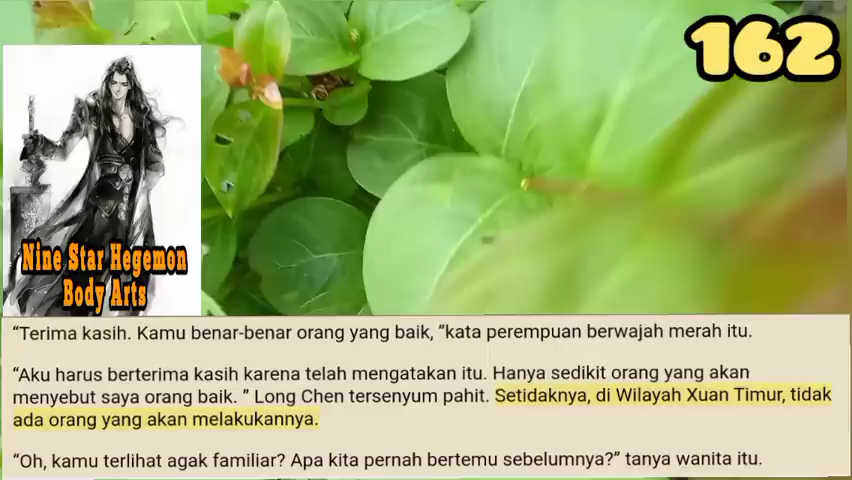 162
Nine Star Hegemon
Body Arts
“Terima kasih. Kamu benar-benar orang yang baik, ”kata perempuan berwajah merah itu.
“Aku harus berterima kasih karena telah mengatakan itu. Hanya sedikit orang yang akan
menyebut saya orang baik. ” Long Chen tersenyum pahit. Setidaknya, di Wilayah Xuan Timur, tidak
ada orang yang akan melakukannya.
“Oh, kamu terlihat agak familiar? Apa kita pernah bertemu sebelumnya?” tanya wanita itu.